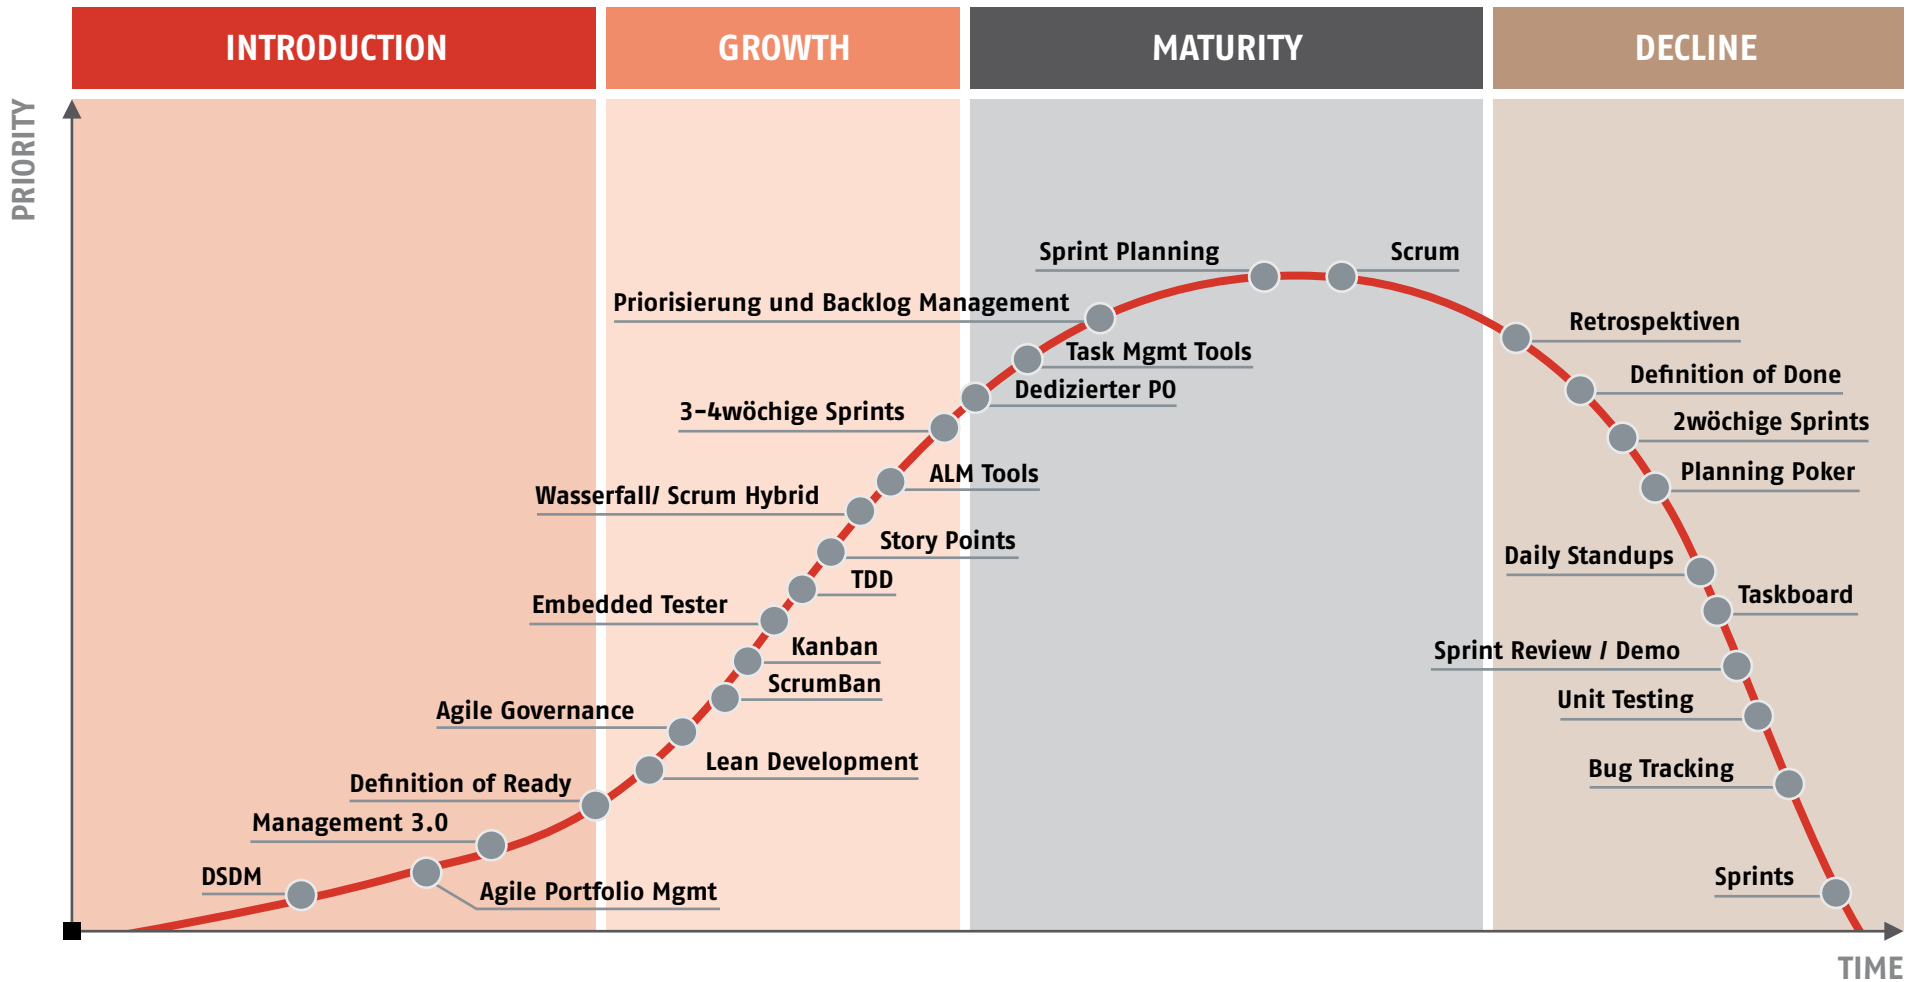 INTRODUCTION
GROWTH
MATURITY
DECLINE
PRIORITY
Sprint Planning
Scrum
Priorisierung und Backlog Management
Retrospektiven
Task Mgmt Tools
Definition of Done
Dedizierter PO
3-4wöchige Sprints
2wöchige Sprints
ALM Tools
Planning Poker
Wasserfall/ Scrum Hybrid
Story Points
Daily Standups
TDD
Taskboard
Embedded Tester
Kanban
Sprint Review / Demo
ScrumBan
Unit Testing
Agile Governance
Lean Development
Bug Tracking
Definition of Ready
Management 3.0
DSDM
Sprints
Agile Portfolio Mgmt
TIME